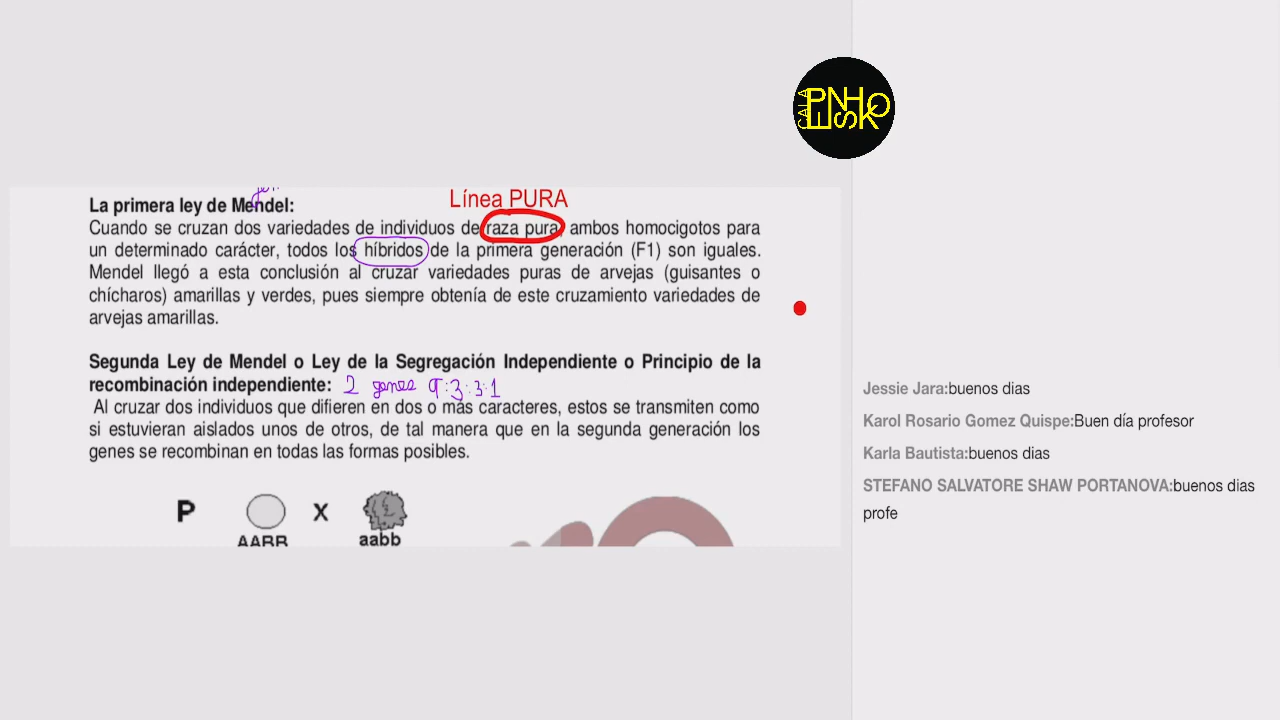 CALA
PENHO
ESK
Línea PURA
La primera ley de Mendel:
Cuando se cruzan dos variedades de individuos de raza pura, ambos homocigotos para
un determinado carácter, todos los híbridos de la primera generación (F1) son iguales.
Mendel llegó a esta conclusión al cruzar variedades puras de arvejas (guisantes o
chícharos) amarillas y verdes, pues siempre obtenía de este cruzamiento variedades de
arvejas amarillas.
Segunda Ley de Mendel o Ley de la Segregación Independiente o Principio de la
recombinación independiente: 2 genes 9:3:3:1
Al cruzar dos individuos que difieren en dos o más caracteres, estos se transmiten como
si estuvieran aislados unos de otros, de tal manera que en la segunda generación los
genes se recombinan en todas las formas posibles.
P X
AABB aabb
Jessie Jara:buenos dias
Karol Rosario Gomez Quispe:Buen día profesor
Karla Bautista:buenos dias
STEFANO SALVATORE SHAW PORTANOVA:buenos dias
profe